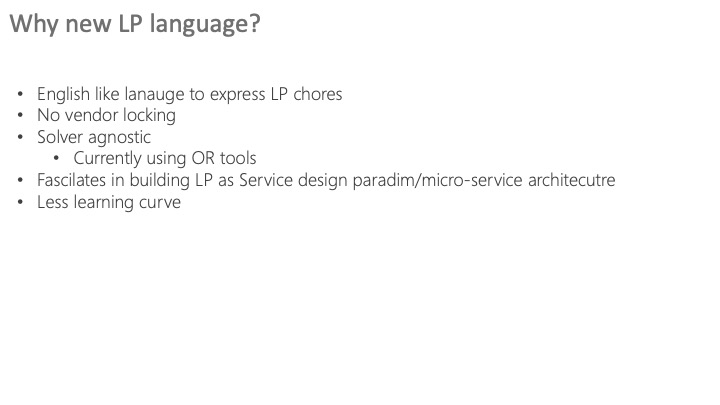 Why new LP language?
• English like lanauge to express LP chores
• No vendor locking
• Solver agnostic
• Currently using OR tools
• Fascilates in building LP as Service design paradim/micro-service architecutre
• Less learning curve